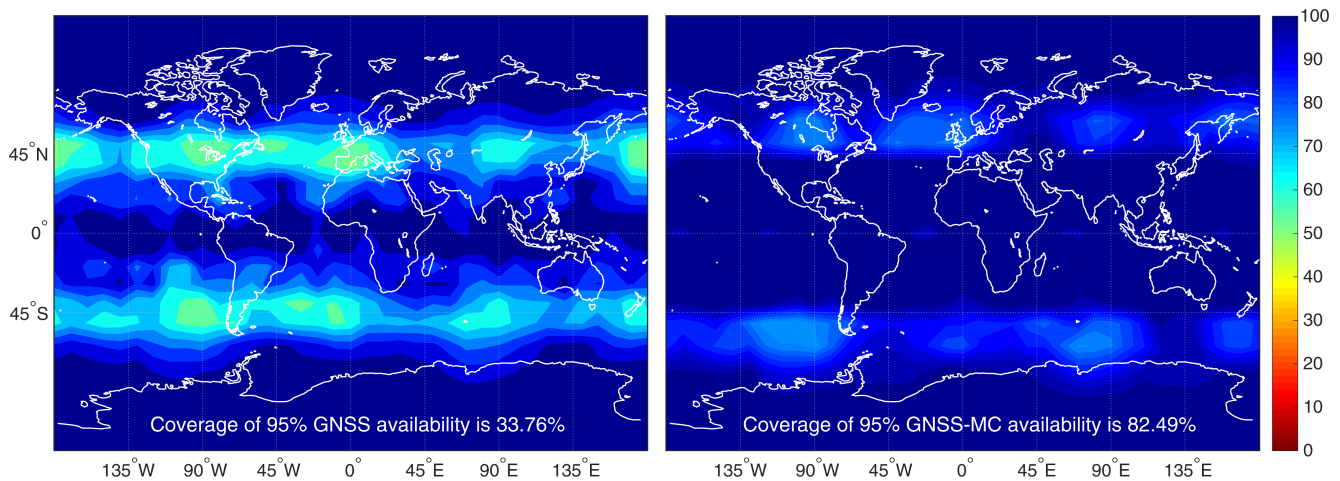 45°N
0°
45°S
Coverage of 95% GNSS availability is 33.76%
135°W 90°W 45°W 0° 45°E 90°E 135°E
Coverage of 95% GNSS-MC availability is 82.49%
135°W 90°W 45°W 0° 45°E 90°E 135°E
100
90
80
70
60
50
40
30
20
10
0